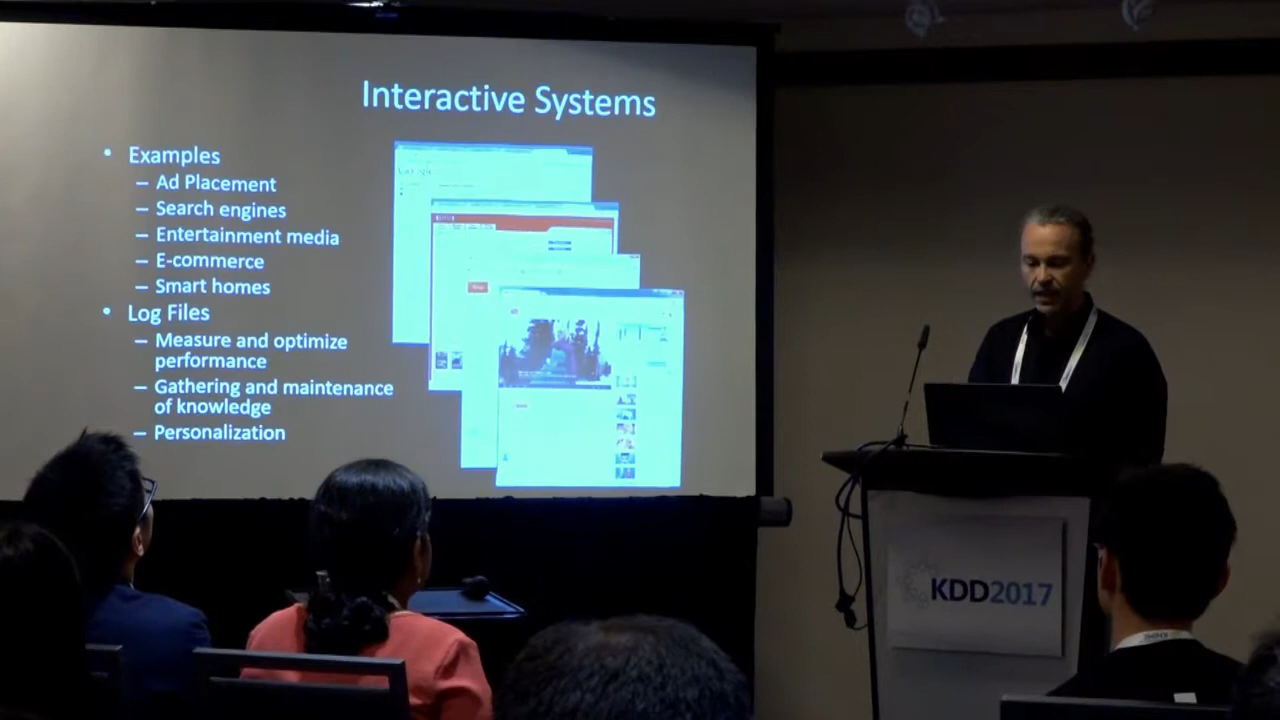 Interactive Systems
• Examples
– Ad Placement
– Search engines
– Entertainment media
– E-commerce
– Smart homes
• Log Files
– Measure and optimize
performance
– Gathering and maintenance
of knowledge
– Personalization
KDD2017